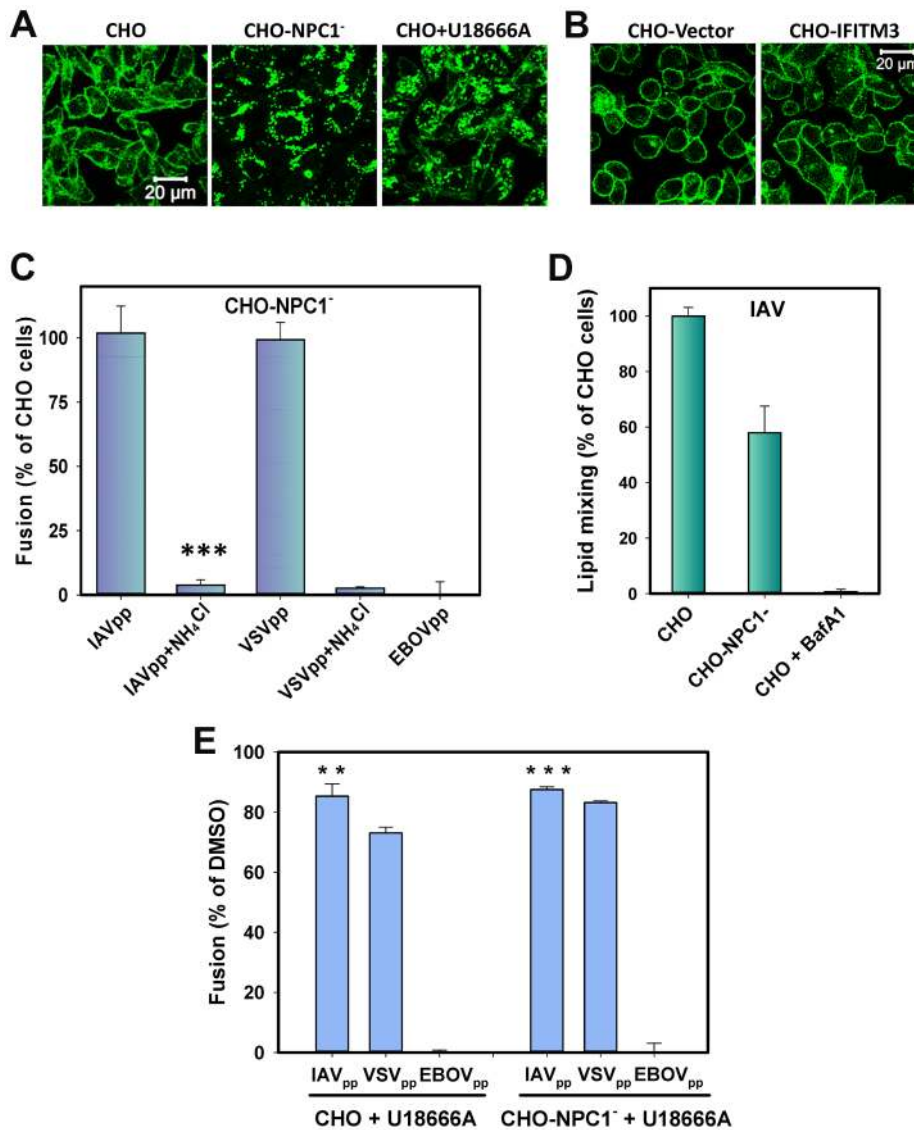 A
CHO
CHO-NPC1⁻
CHO+U18666A
20 µm
B
CHO-Vector
CHO-IFITM3
20 µm
C
CHO-NPC1⁻
Fusion (% of CHO cells)
100
75
50
25
0
***
IAVpp
IAVpp+NH₄Cl
VSVpp
VSVpp+NH₄Cl
EBOVpp
D
IAV
Lipid mixing (% of CHO cells)
100
80
60
40
20
0
CHO
CHO-NPC1-
CHO + BafA1
E
Fusion (% of DMSO)
100
80
60
40
20
0
* *
* * *
IAVpp VSVpp EBOVpp IAVpp VSVpp EBOVpp
CHO + U18666A CHO-NPC1⁻ + U18666A